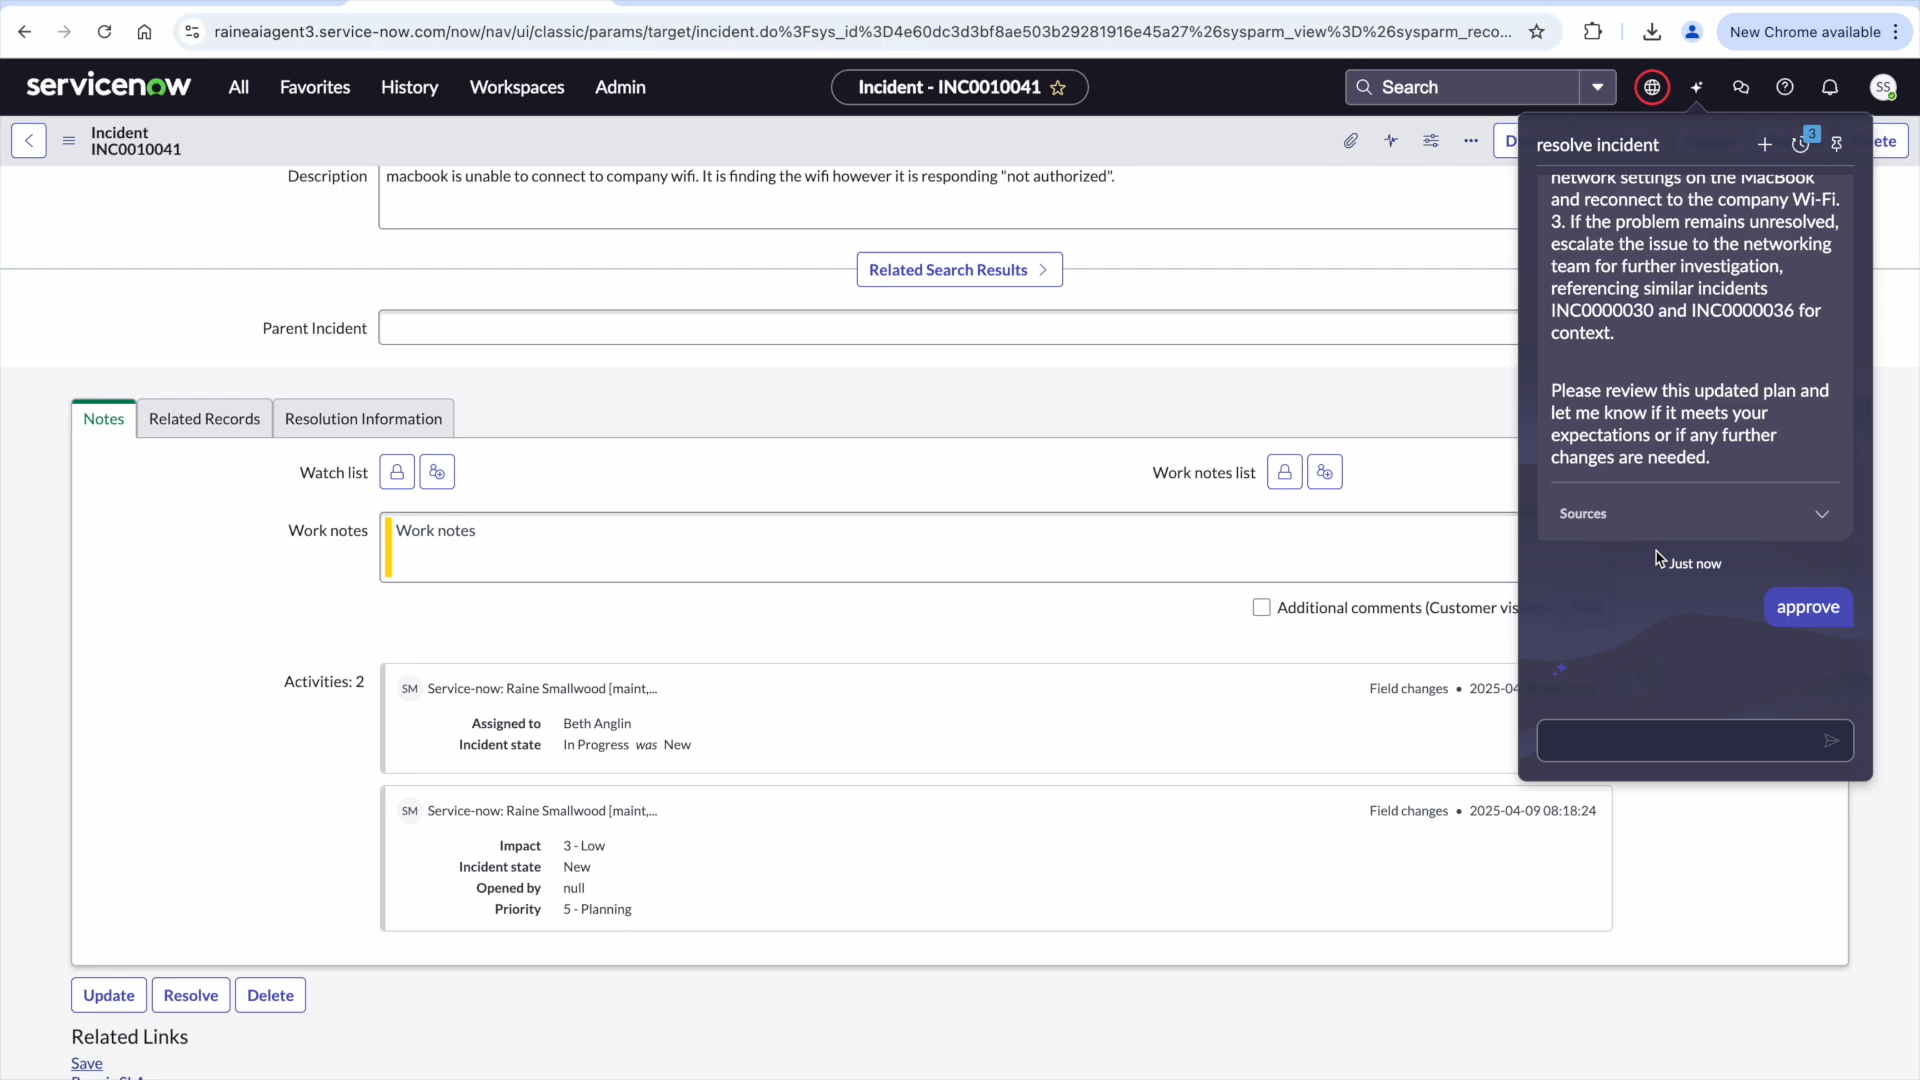 raineaiagent3.service-now.com/now/nav/ui/classic/params/target/incident.do%3Fsys_id%3D4e60dc3d3bf8ae503b29281916e45a27%26sysparm_view%3D%26sysparm_reco...
New Chrome available
servicenow
All
Favorites
History
Workspaces
Admin
Incident - INC0010041
Search
SS
Incident
INC0010041
Description
macbook is unable to connect to company wifi. It is finding the wifi however it is responding "not authorized".
Related Search Results
Parent Incident
Notes
Related Records
Resolution Information
Watch list
Work notes list
Work notes
Work notes
Additional comments (Customer vis
Activities: 2
SM
Service-now: Raine Smallwood [maint,...
Field changes • 2025-04
Assigned to
Beth Anglin
Incident state
In Progress was New
SM
Service-now: Raine Smallwood [maint,...
Field changes • 2025-04-09 08:18:24
Impact
3 - Low
Incident state
New
Opened by
null
Priority
5 - Planning
Update
Resolve
Delete
Related Links
Save
resolve incident
3
network settings on the MacBook
and reconnect to the company Wi-Fi.
3. If the problem remains unresolved,
escalate the issue to the networking
team for further investigation,
referencing similar incidents
INC0000030 and INC0000036 for
context.
Please review this updated plan and
let me know if it meets your
expectations or if any further
changes are needed.
Sources
Just now
approve